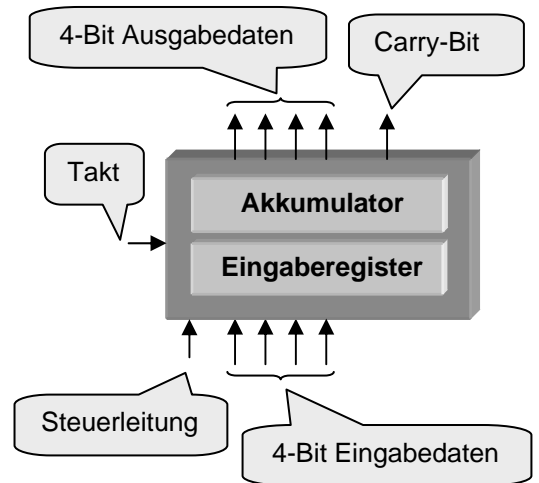 4-Bit Ausgabedaten
Carry-Bit
Takt
Akkumulator
Eingaberegister
Steuerleitung
4-Bit Eingabedaten